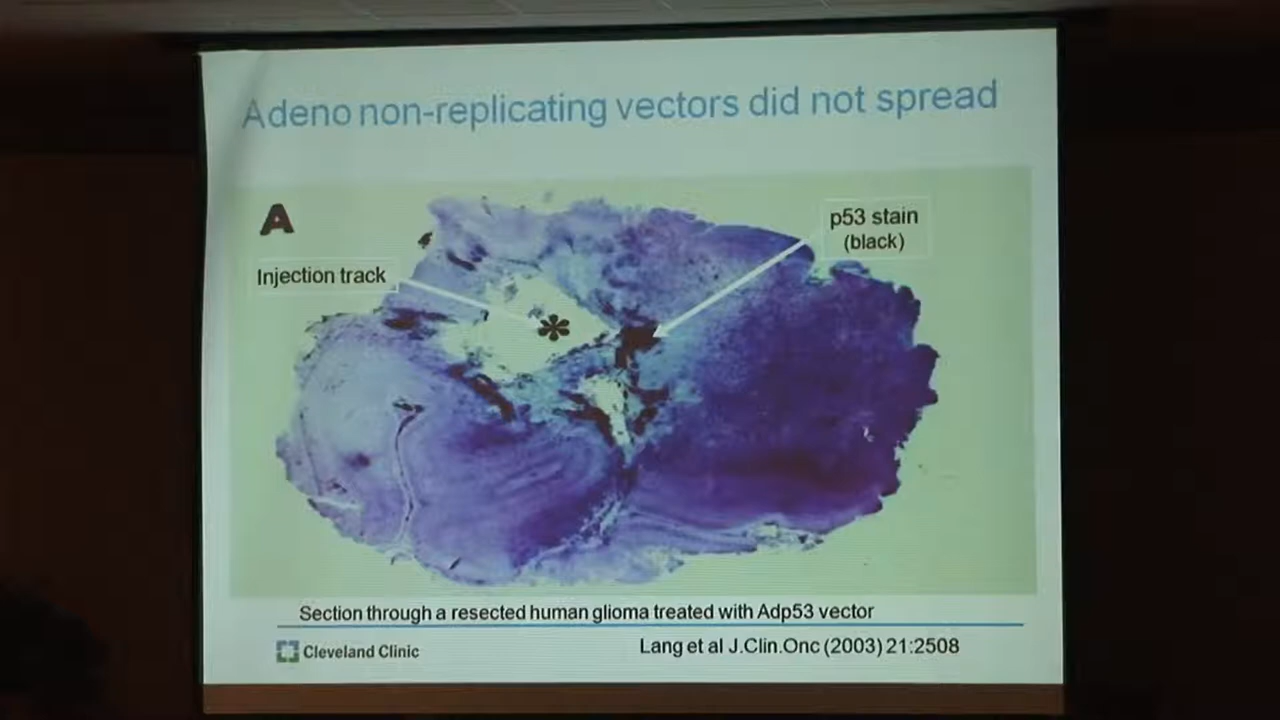 Adeno non-replicating vectors did not spread
A
p53 stain
(black)
Injection track
*
Section through a resected human glioma treated with Adp53 vector
Cleveland Clinic
Lang et al J.Clin.Onc (2003) 21:2508